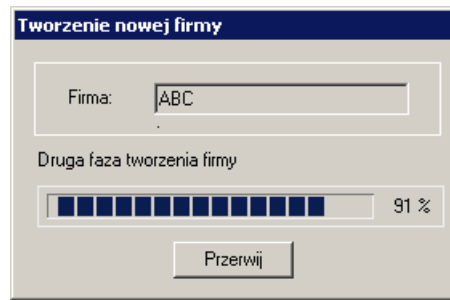 Tworzenie nowej firmy
Firma: ABC
.
Druga faza tworzenia firmy
91 %
Przerwij